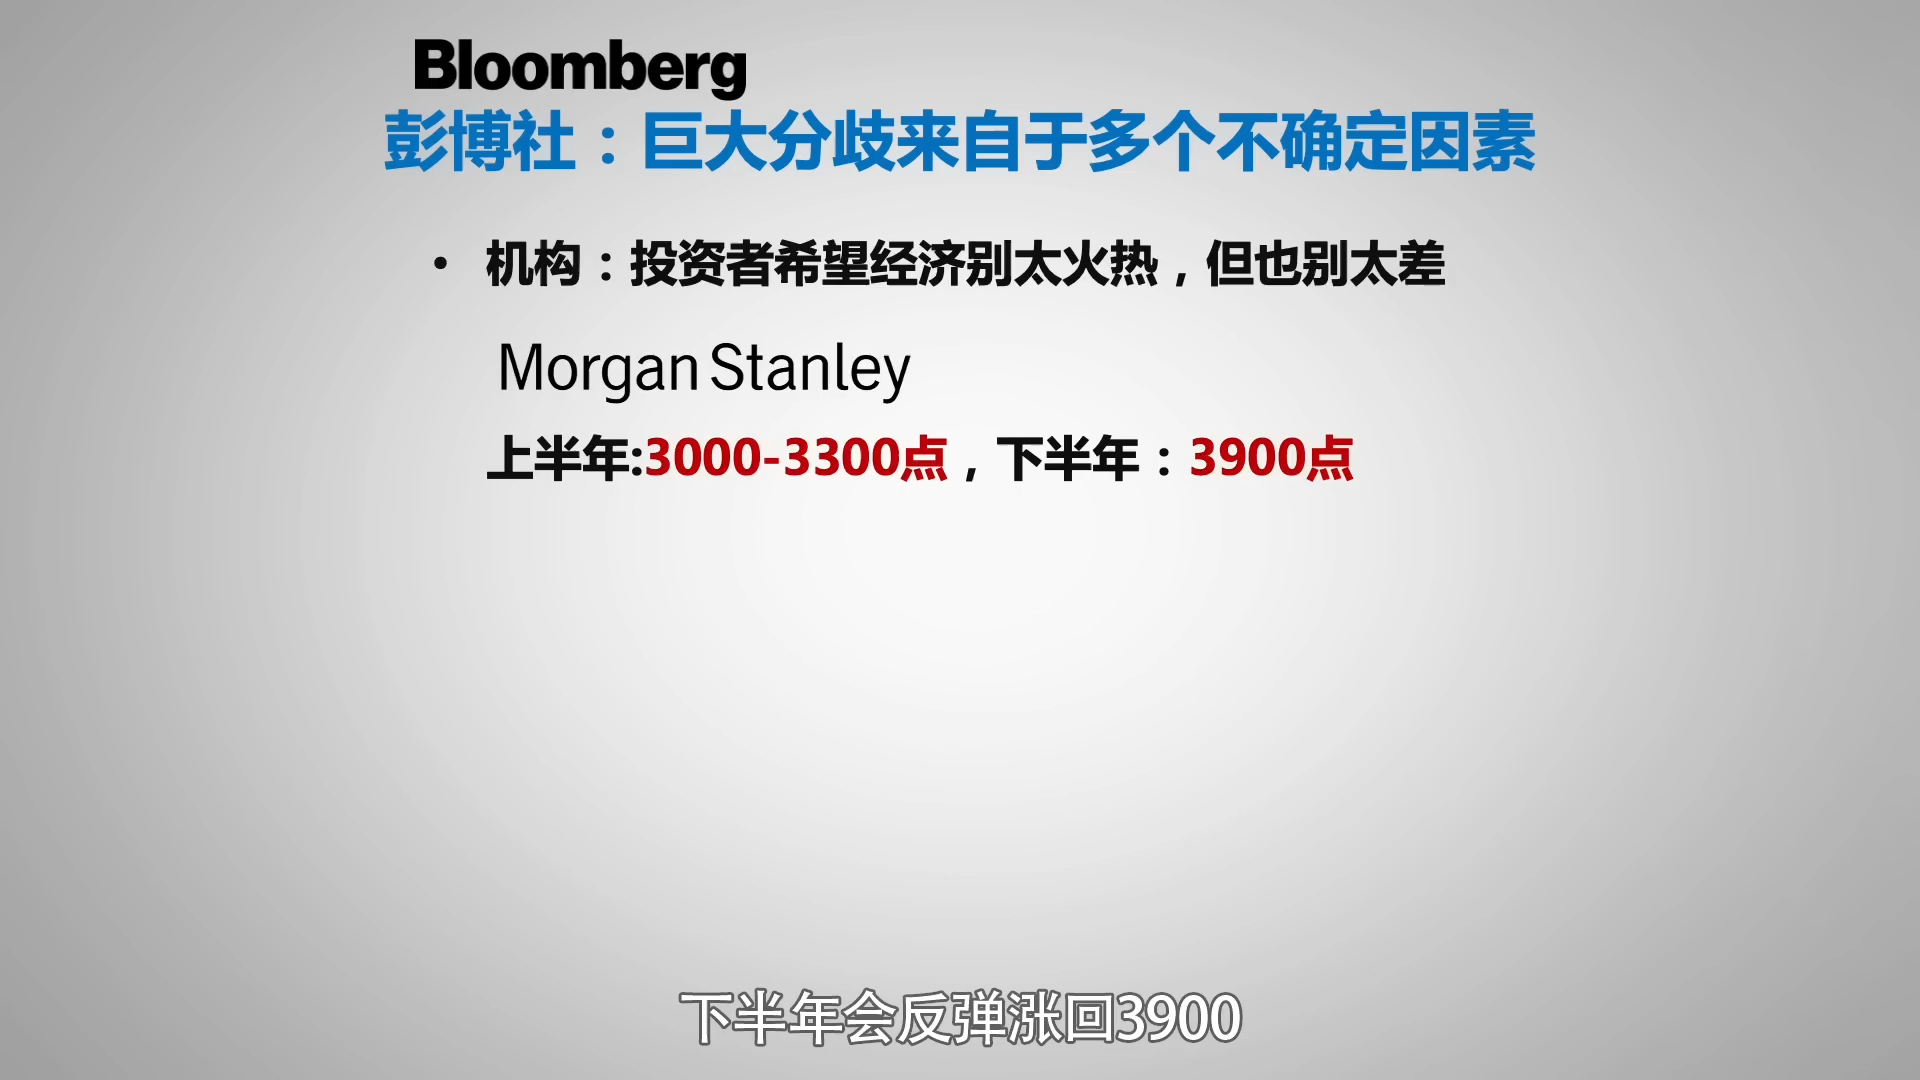 Bloomberg
彭博社：巨大分歧来自于多个不确定因素
• 机构：投资者希望经济别太火热，但也别太差
Morgan Stanley
上半年:3000-3300点，下半年：3900点
下半年会反弹涨回3900